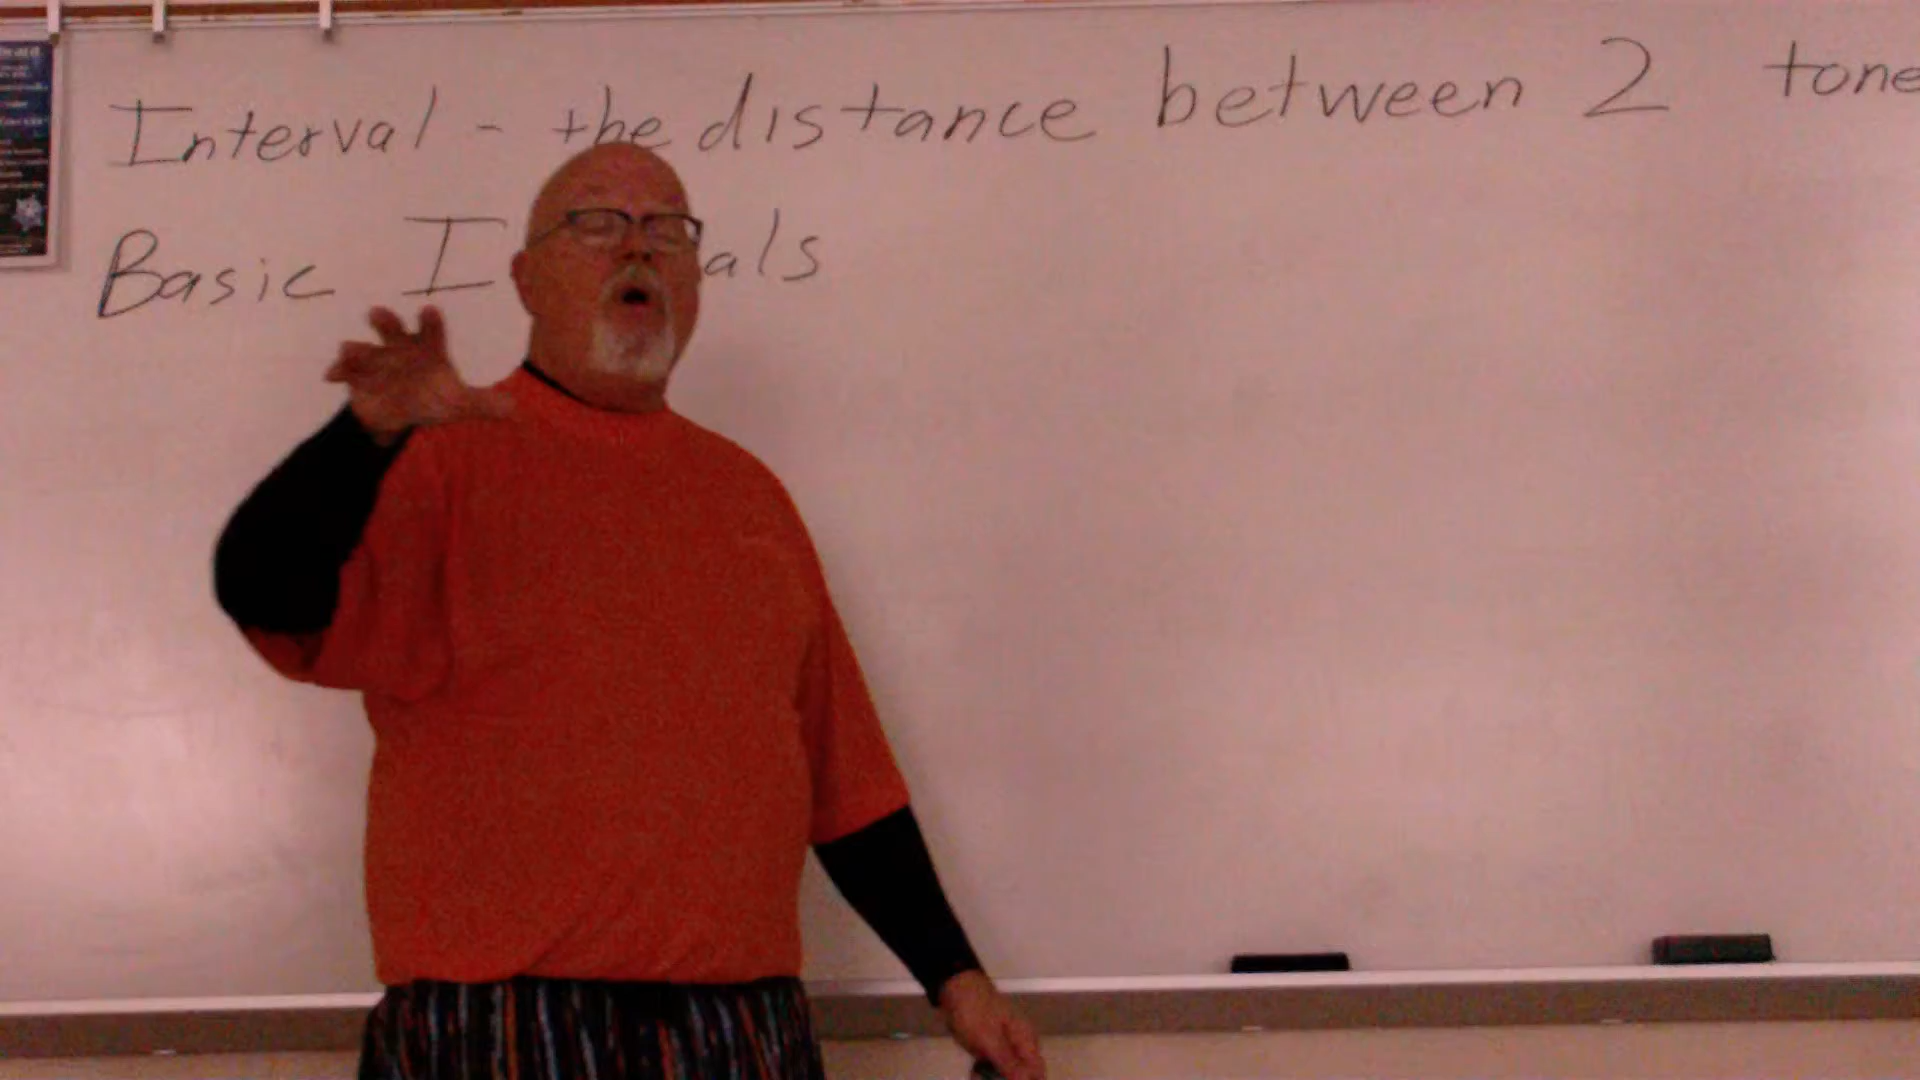 Interval - the distance between 2 tone
Basic I als